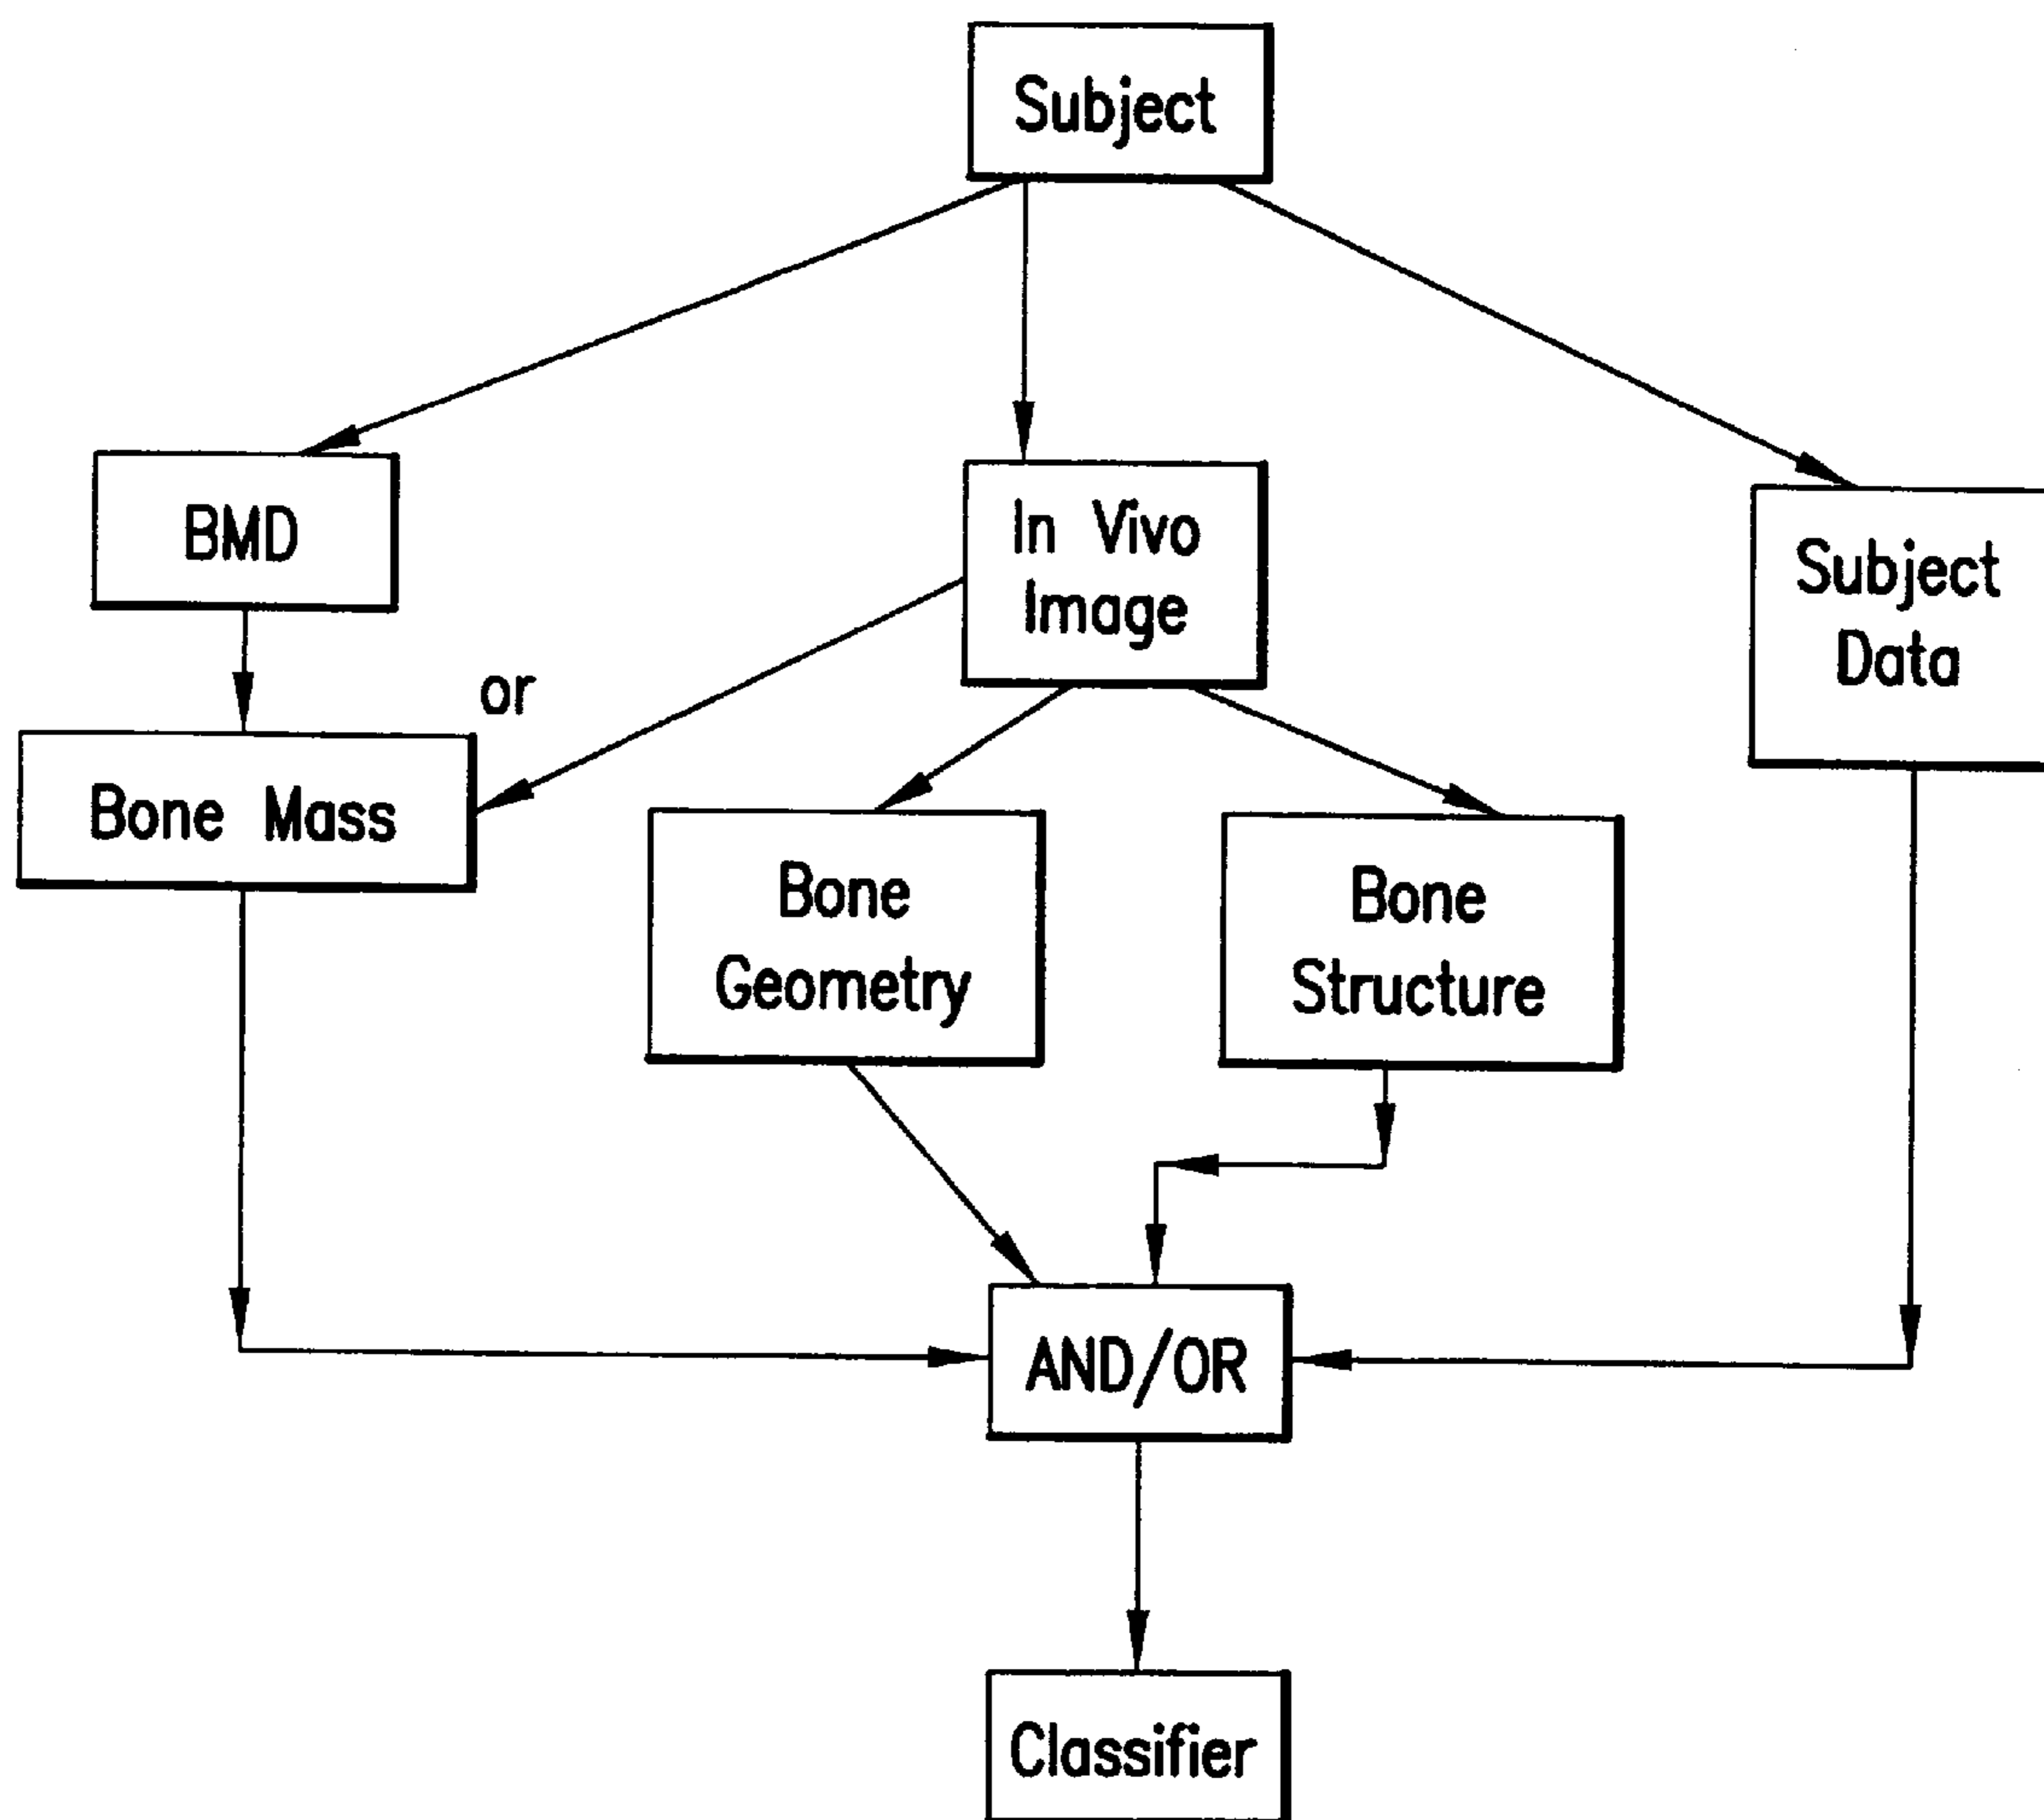 Subject
BMD
In Vivo
Image
Subject
Data
or
Bone Mass
Bone
Geometry
Bone
Structure
AND/OR
Classifier